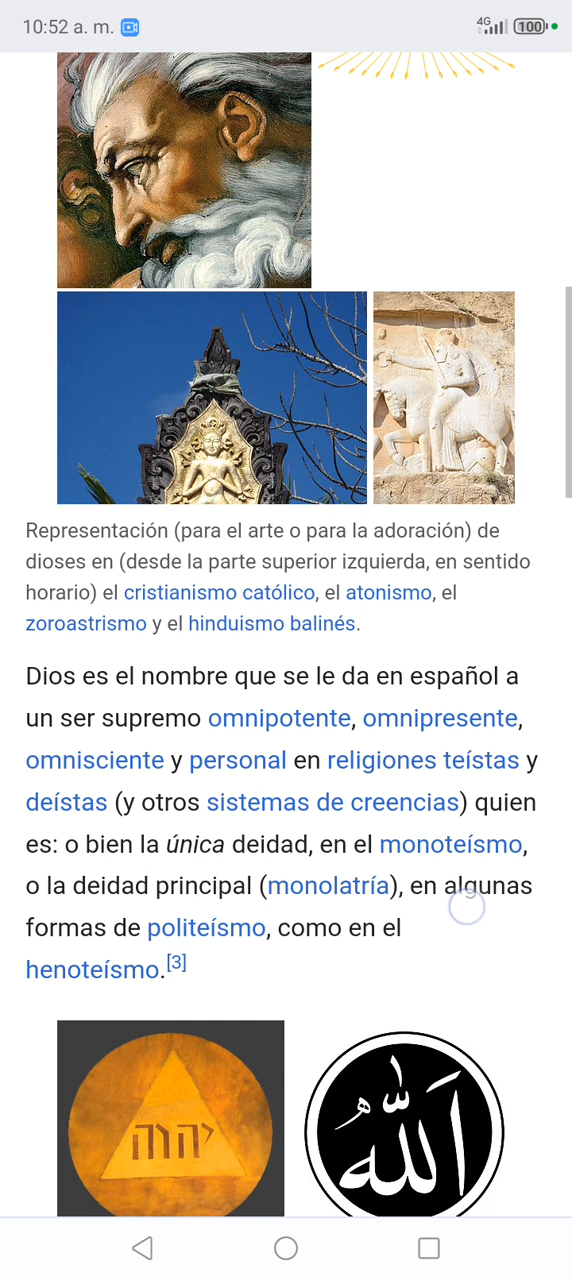 10:52 a. m.
4G
100
Representación (para el arte o para la adoración) de
dioses en (desde la parte superior izquierda, en sentido
horario) el cristianismo católico, el atonismo, el
zoroastrismo y el hinduismo balinés.
Dios es el nombre que se le da en español a
un ser supremo omnipotente, omnipresente,
omnisciente y personal en religiones teístas y
deístas (y otros sistemas de creencias) quien
es: o bien la única deidad, en el monoteísmo,
o la deidad principal (monolatría), en algunas
formas de politeísmo, como en el
henoteísmo.[3]
יהוה
الله